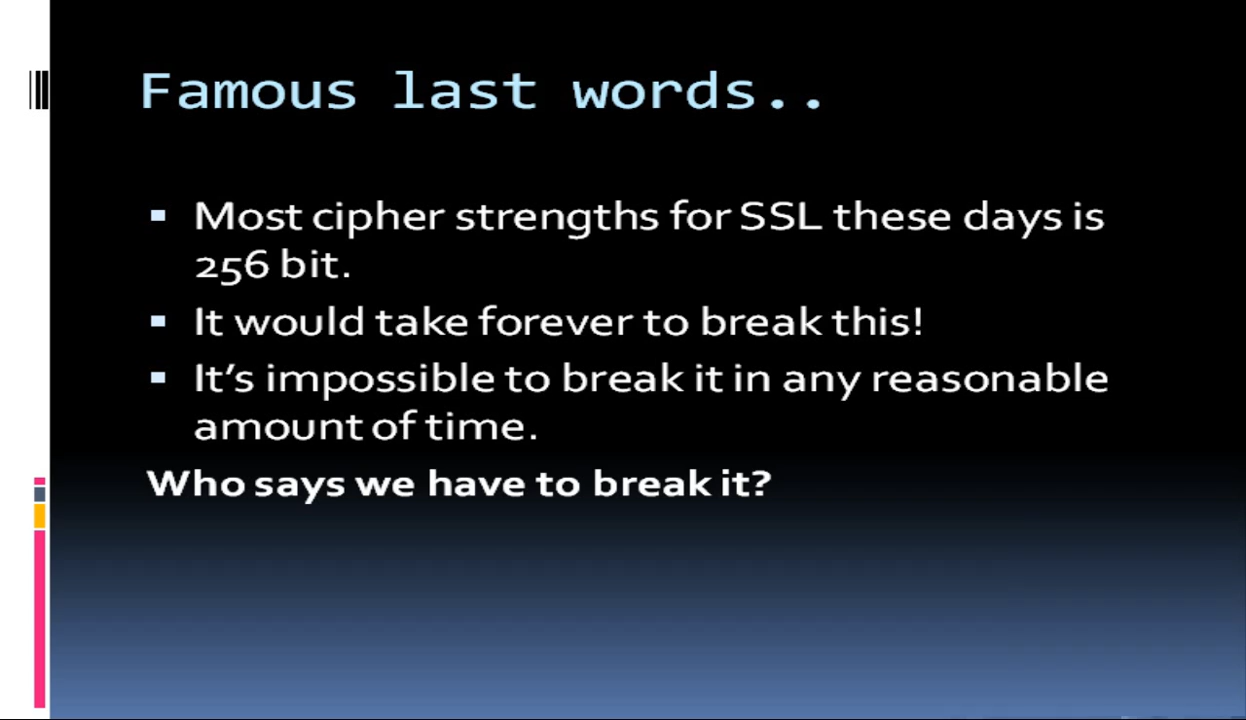 Famous last words..
Most cipher strengths for SSL these days is
256 bit.
It would take forever to break this!
It’s impossible to break it in any reasonable
amount of time.
Who says we have to break it?